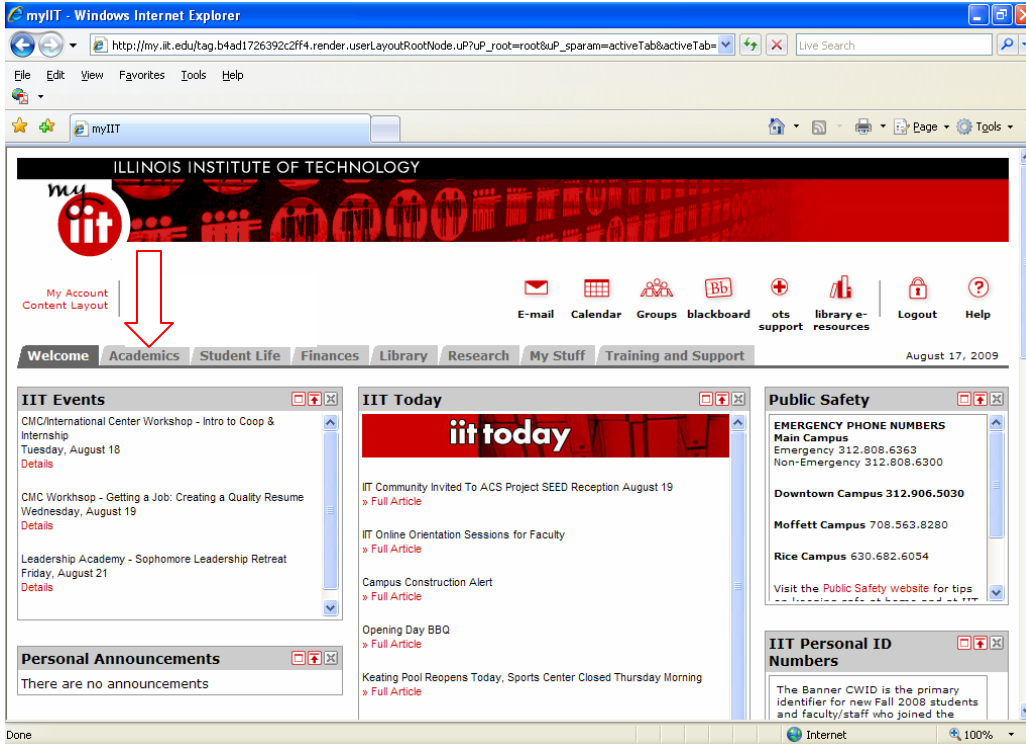 myIIT - Windows Internet Explorer
http://my.iit.edu/tag.b4ad1726392c2ff4.render.userLayoutRootNode.uP?uP_root=root&uP_sparam=activeTab&activeTab=
Live Search
File Edit View Favorites Tools Help
myIIT
Page Tools
ILLINOIS INSTITUTE OF TECHNOLOGY
my
iit
My Account
Content Layout
E-mail Calendar Groups blackboard ots support library e-resources Logout Help
Bb
Welcome Academics Student Life Finances Library Research My Stuff Training and Support August 17, 2009
IIT Events
CMC/International Center Workshop - Intro to Coop &
Internship
Tuesday, August 18
Details
CMC Workhsop - Getting a Job: Creating a Quality Resume
Wednesday, August 19
Details
Leadership Academy - Sophomore Leadership Retreat
Friday, August 21
Details
Personal Announcements
There are no announcements
IIT Today
iit today
IIT Community Invited To ACS Project SEED Reception August 19
» Full Article
IIT Online Orientation Sessions for Faculty
» Full Article
Campus Construction Alert
» Full Article
Opening Day BBQ
» Full Article
Keating Pool Reopens Today, Sports Center Closed Thursday Morning
» Full Article
Public Safety
EMERGENCY PHONE NUMBERS
Main Campus
Emergency 312.808.6363
Non-Emergency 312.808.6300
Downtown Campus 312.906.5030
Moffett Campus 708.563.8280
Rice Campus 630.682.6054
Visit the Public Safety website for tips
on keeping safe at home and at IIT
IIT Personal ID
Numbers
The Banner CWID is the primary
identifier for new Fall 2008 students
and faculty/staff who joined the
Done
Internet
100%